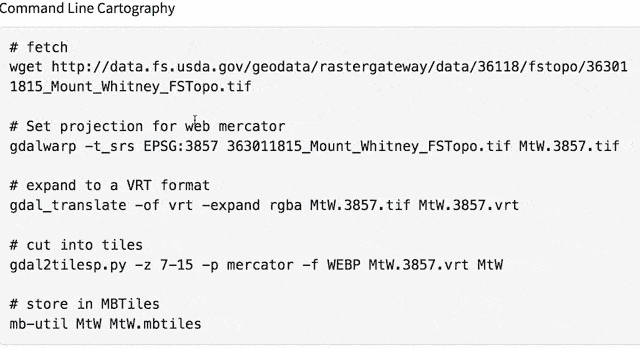 Command Line Cartography
# fetch
wget http://data.fs.usda.gov/geodata/rastergateway/data/36118/fstopo/36301
1815_Mount_Whitney_FSTopo.tif
# Set projection for web mercator
gdalwarp -t_srs EPSG:3857 363011815_Mount_Whitney_FSTopo.tif MtW.3857.tif
# expand to a VRT format
gdal_translate -of vrt -expand rgba MtW.3857.tif MtW.3857.vrt
# cut into tiles
gdal2tilesp.py -z 7-15 -p mercator -f WEBP MtW.3857.vrt MtW
# store in MBTiles
mb-util MtW MtW.mbtiles